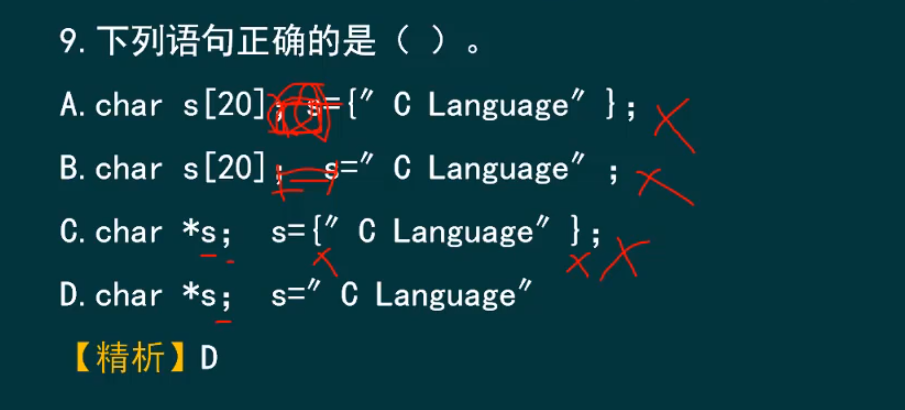 9.下列语句正确的是（ ）。
A.char s[20]; s={″ C Language″ };
B.char s[20]; s=″ C Language″ ;
C.char *s; s={″ C Language″ };
D.char *s; s=″ C Language″
【精析】D